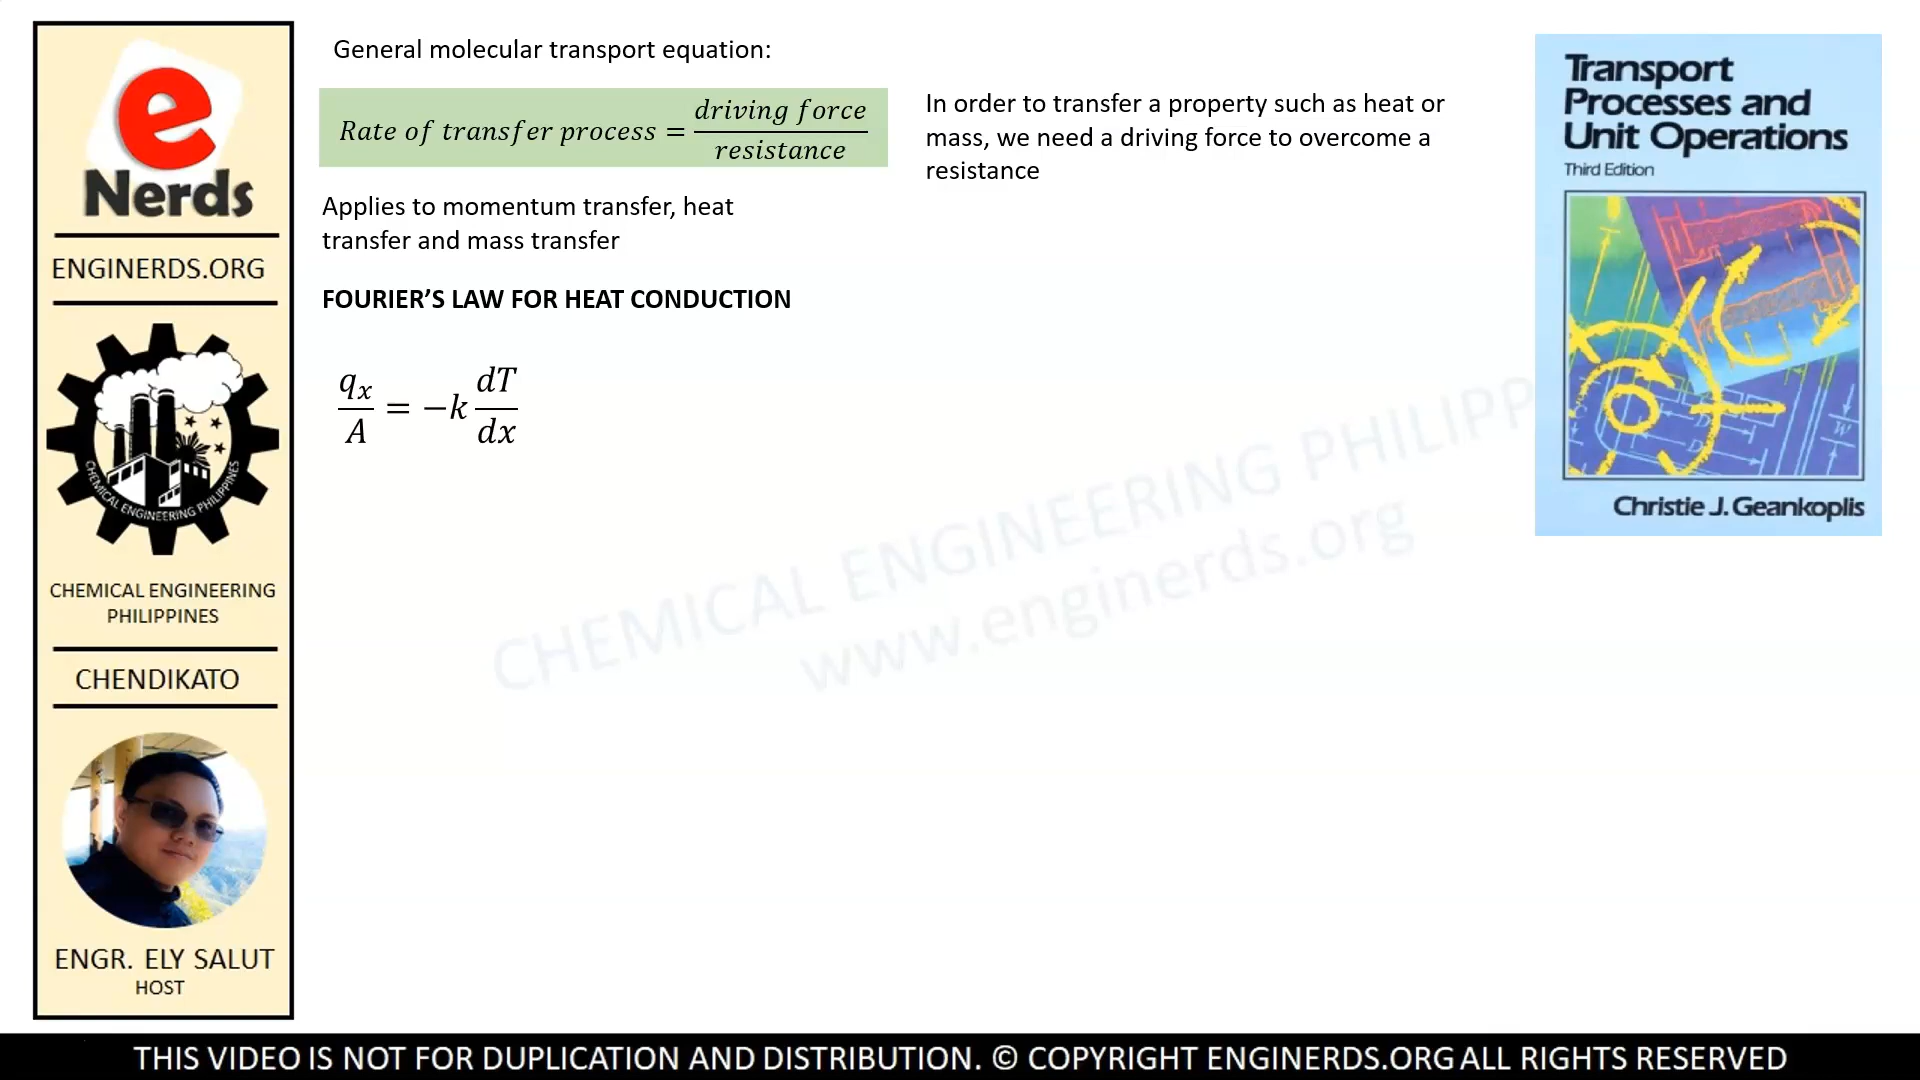 e
Nerds
ENGINERDS.ORG
CHEMICAL ENGINEERING PHILIPPINES
CHEMICAL ENGINEERING
PHILIPPINES
CHENDIKATO
ENGR. ELY SALUT
HOST
General molecular transport equation:
Rate of transfer process = driving force / resistance
Applies to momentum transfer, heat
transfer and mass transfer
In order to transfer a property such as heat or
mass, we need a driving force to overcome a
resistance
FOURIER’S LAW FOR HEAT CONDUCTION
qₓ/A = −k dT/dx
CHEMICAL ENGINEERING PHILIPP
www.enginerds.org
Transport
Processes and
Unit Operations
Third Edition
W
Christie J. Geankoplis
THIS VIDEO IS NOT FOR DUPLICATION AND DISTRIBUTION. © COPYRIGHT ENGINERDS.ORG ALL RIGHTS RESERVED